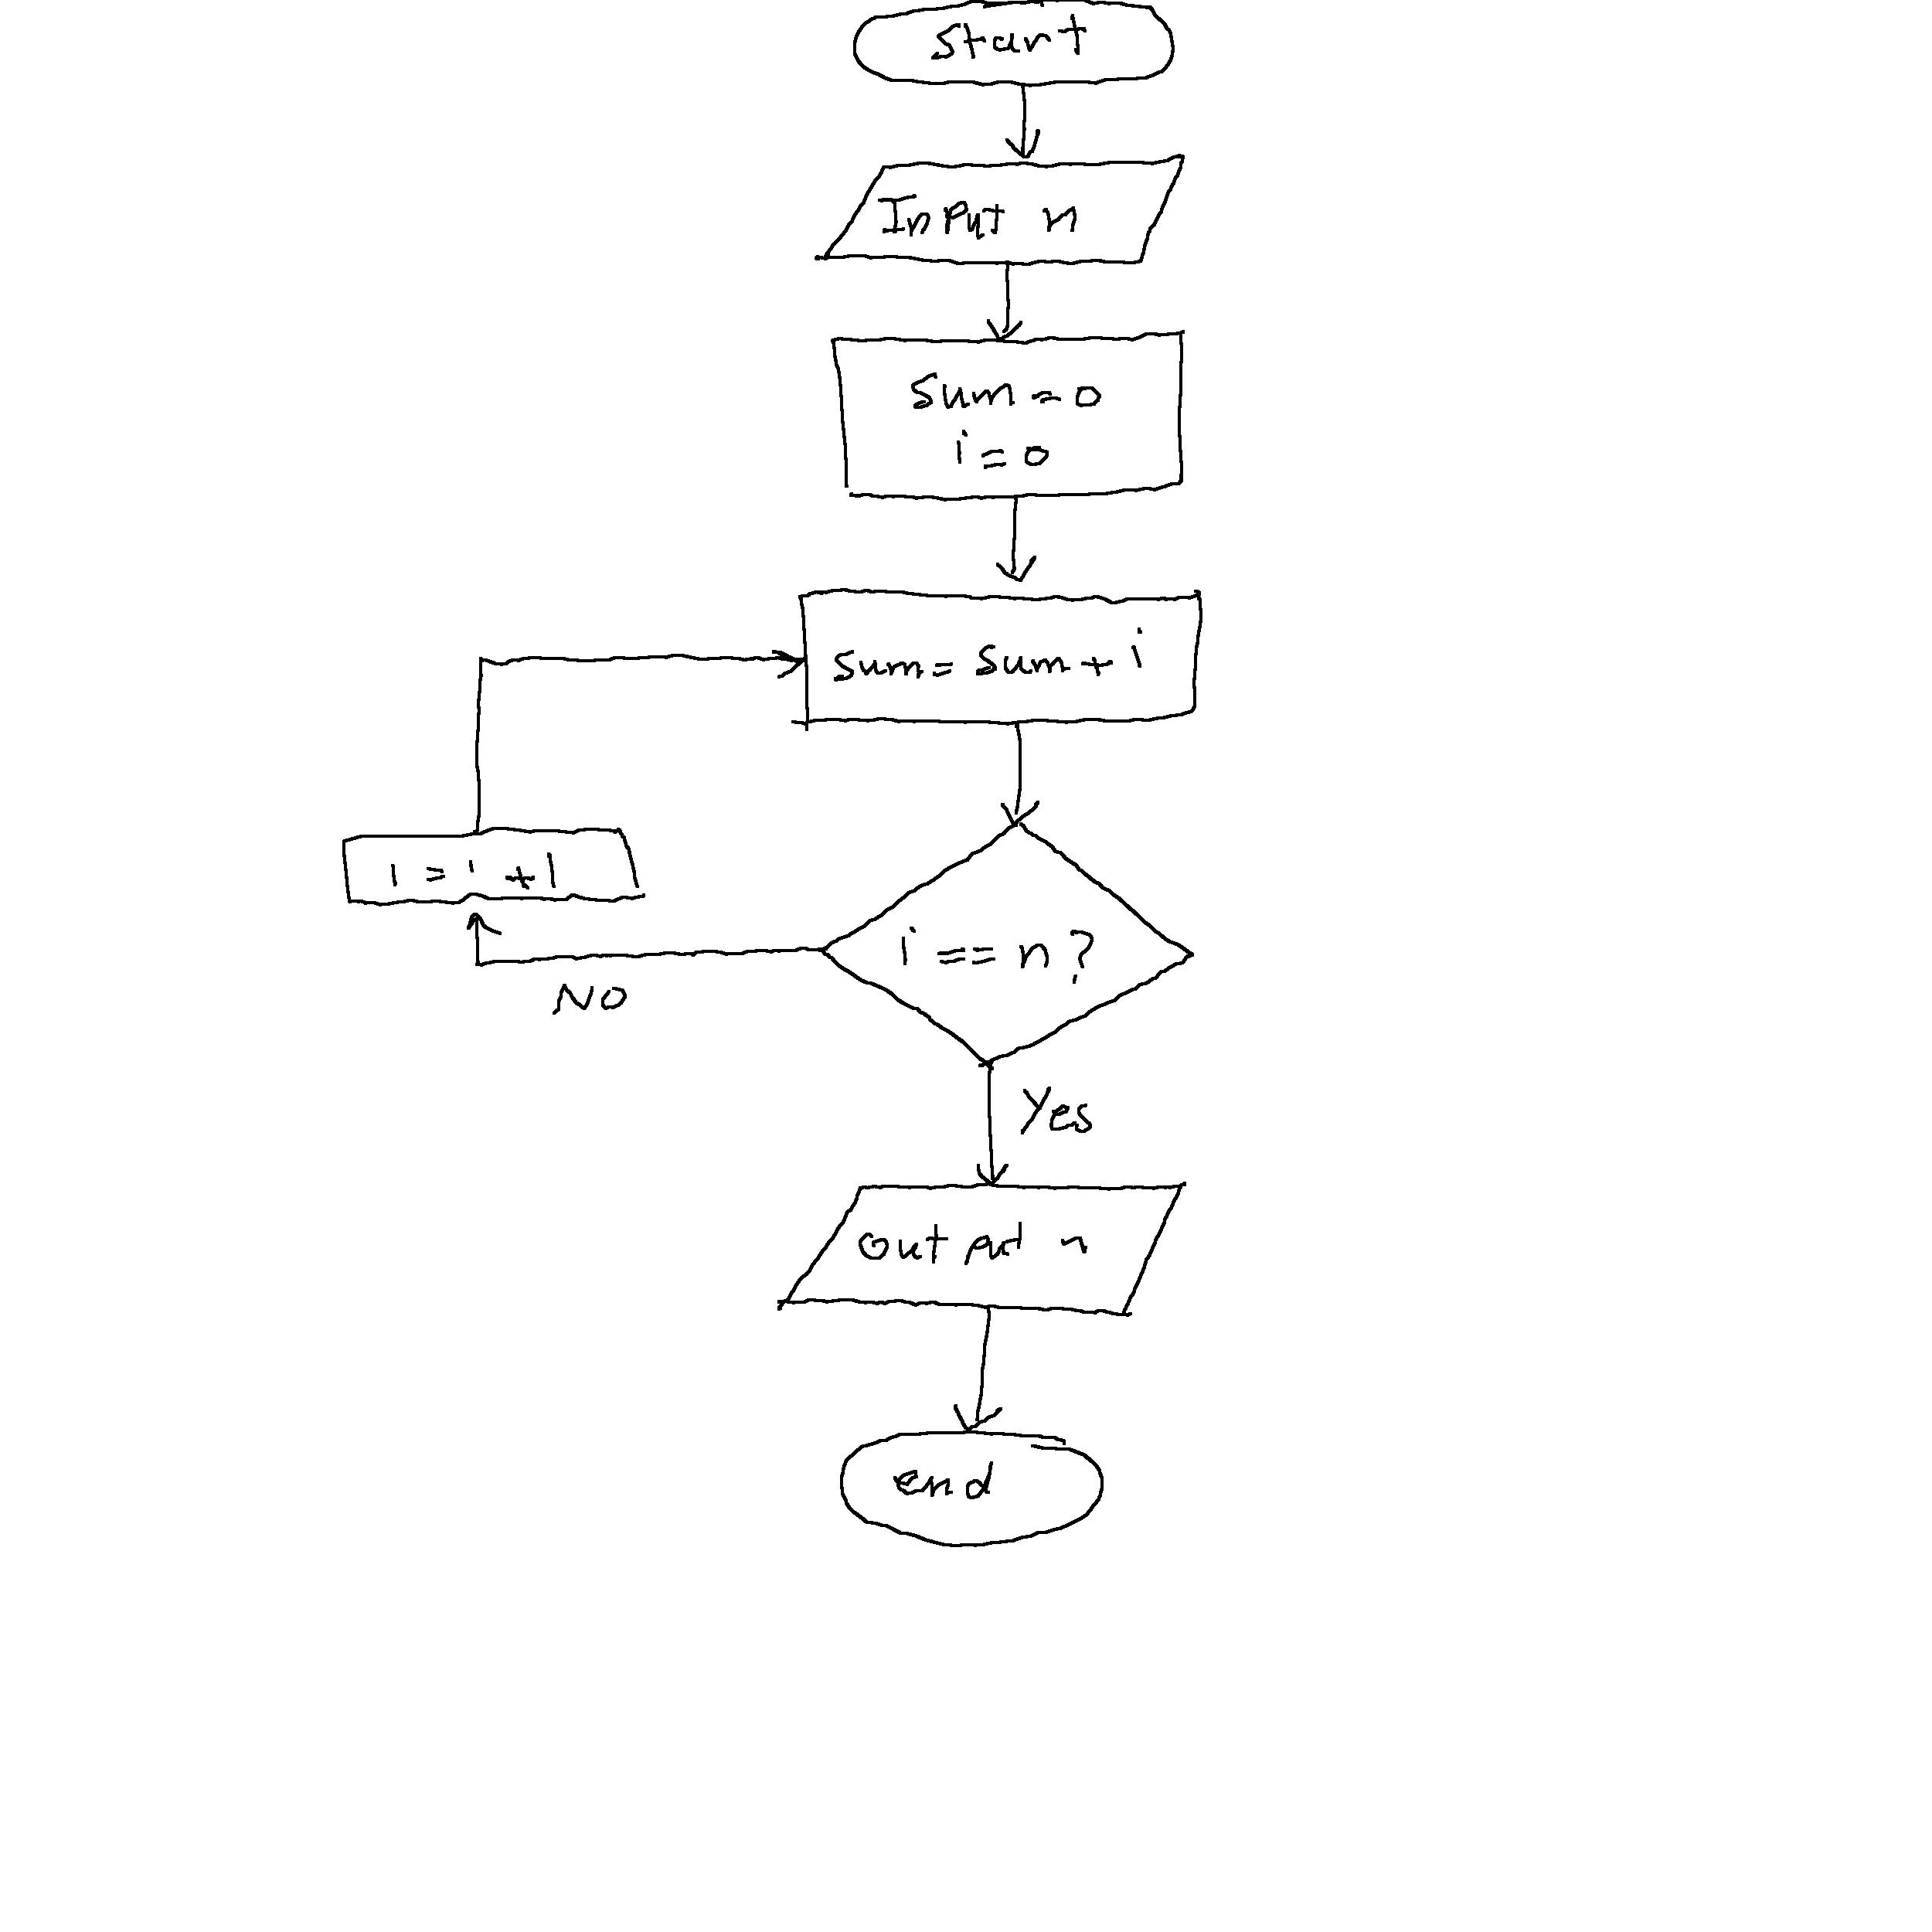 start
Input n
sum = 0
i = 0
sum = sum + i
i = i + 1
i == n ?
NO
Yes
output n
end